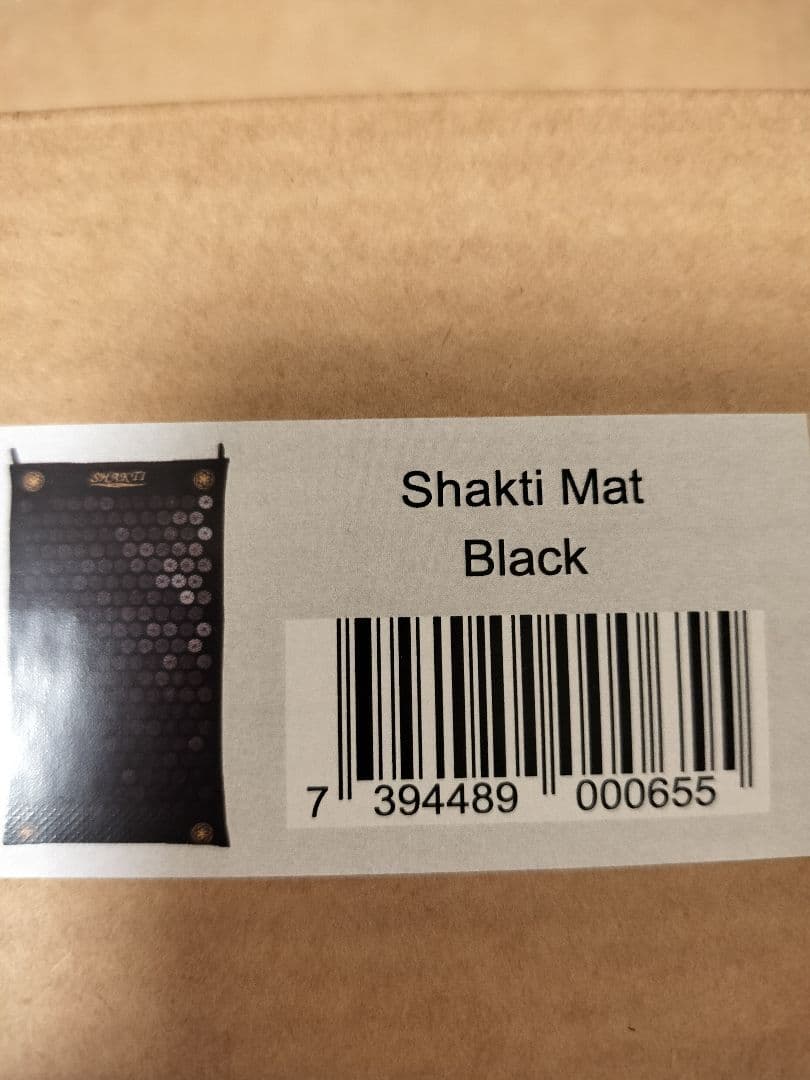 SHAKTI
Shakti Mat
Black
7 394489 000655